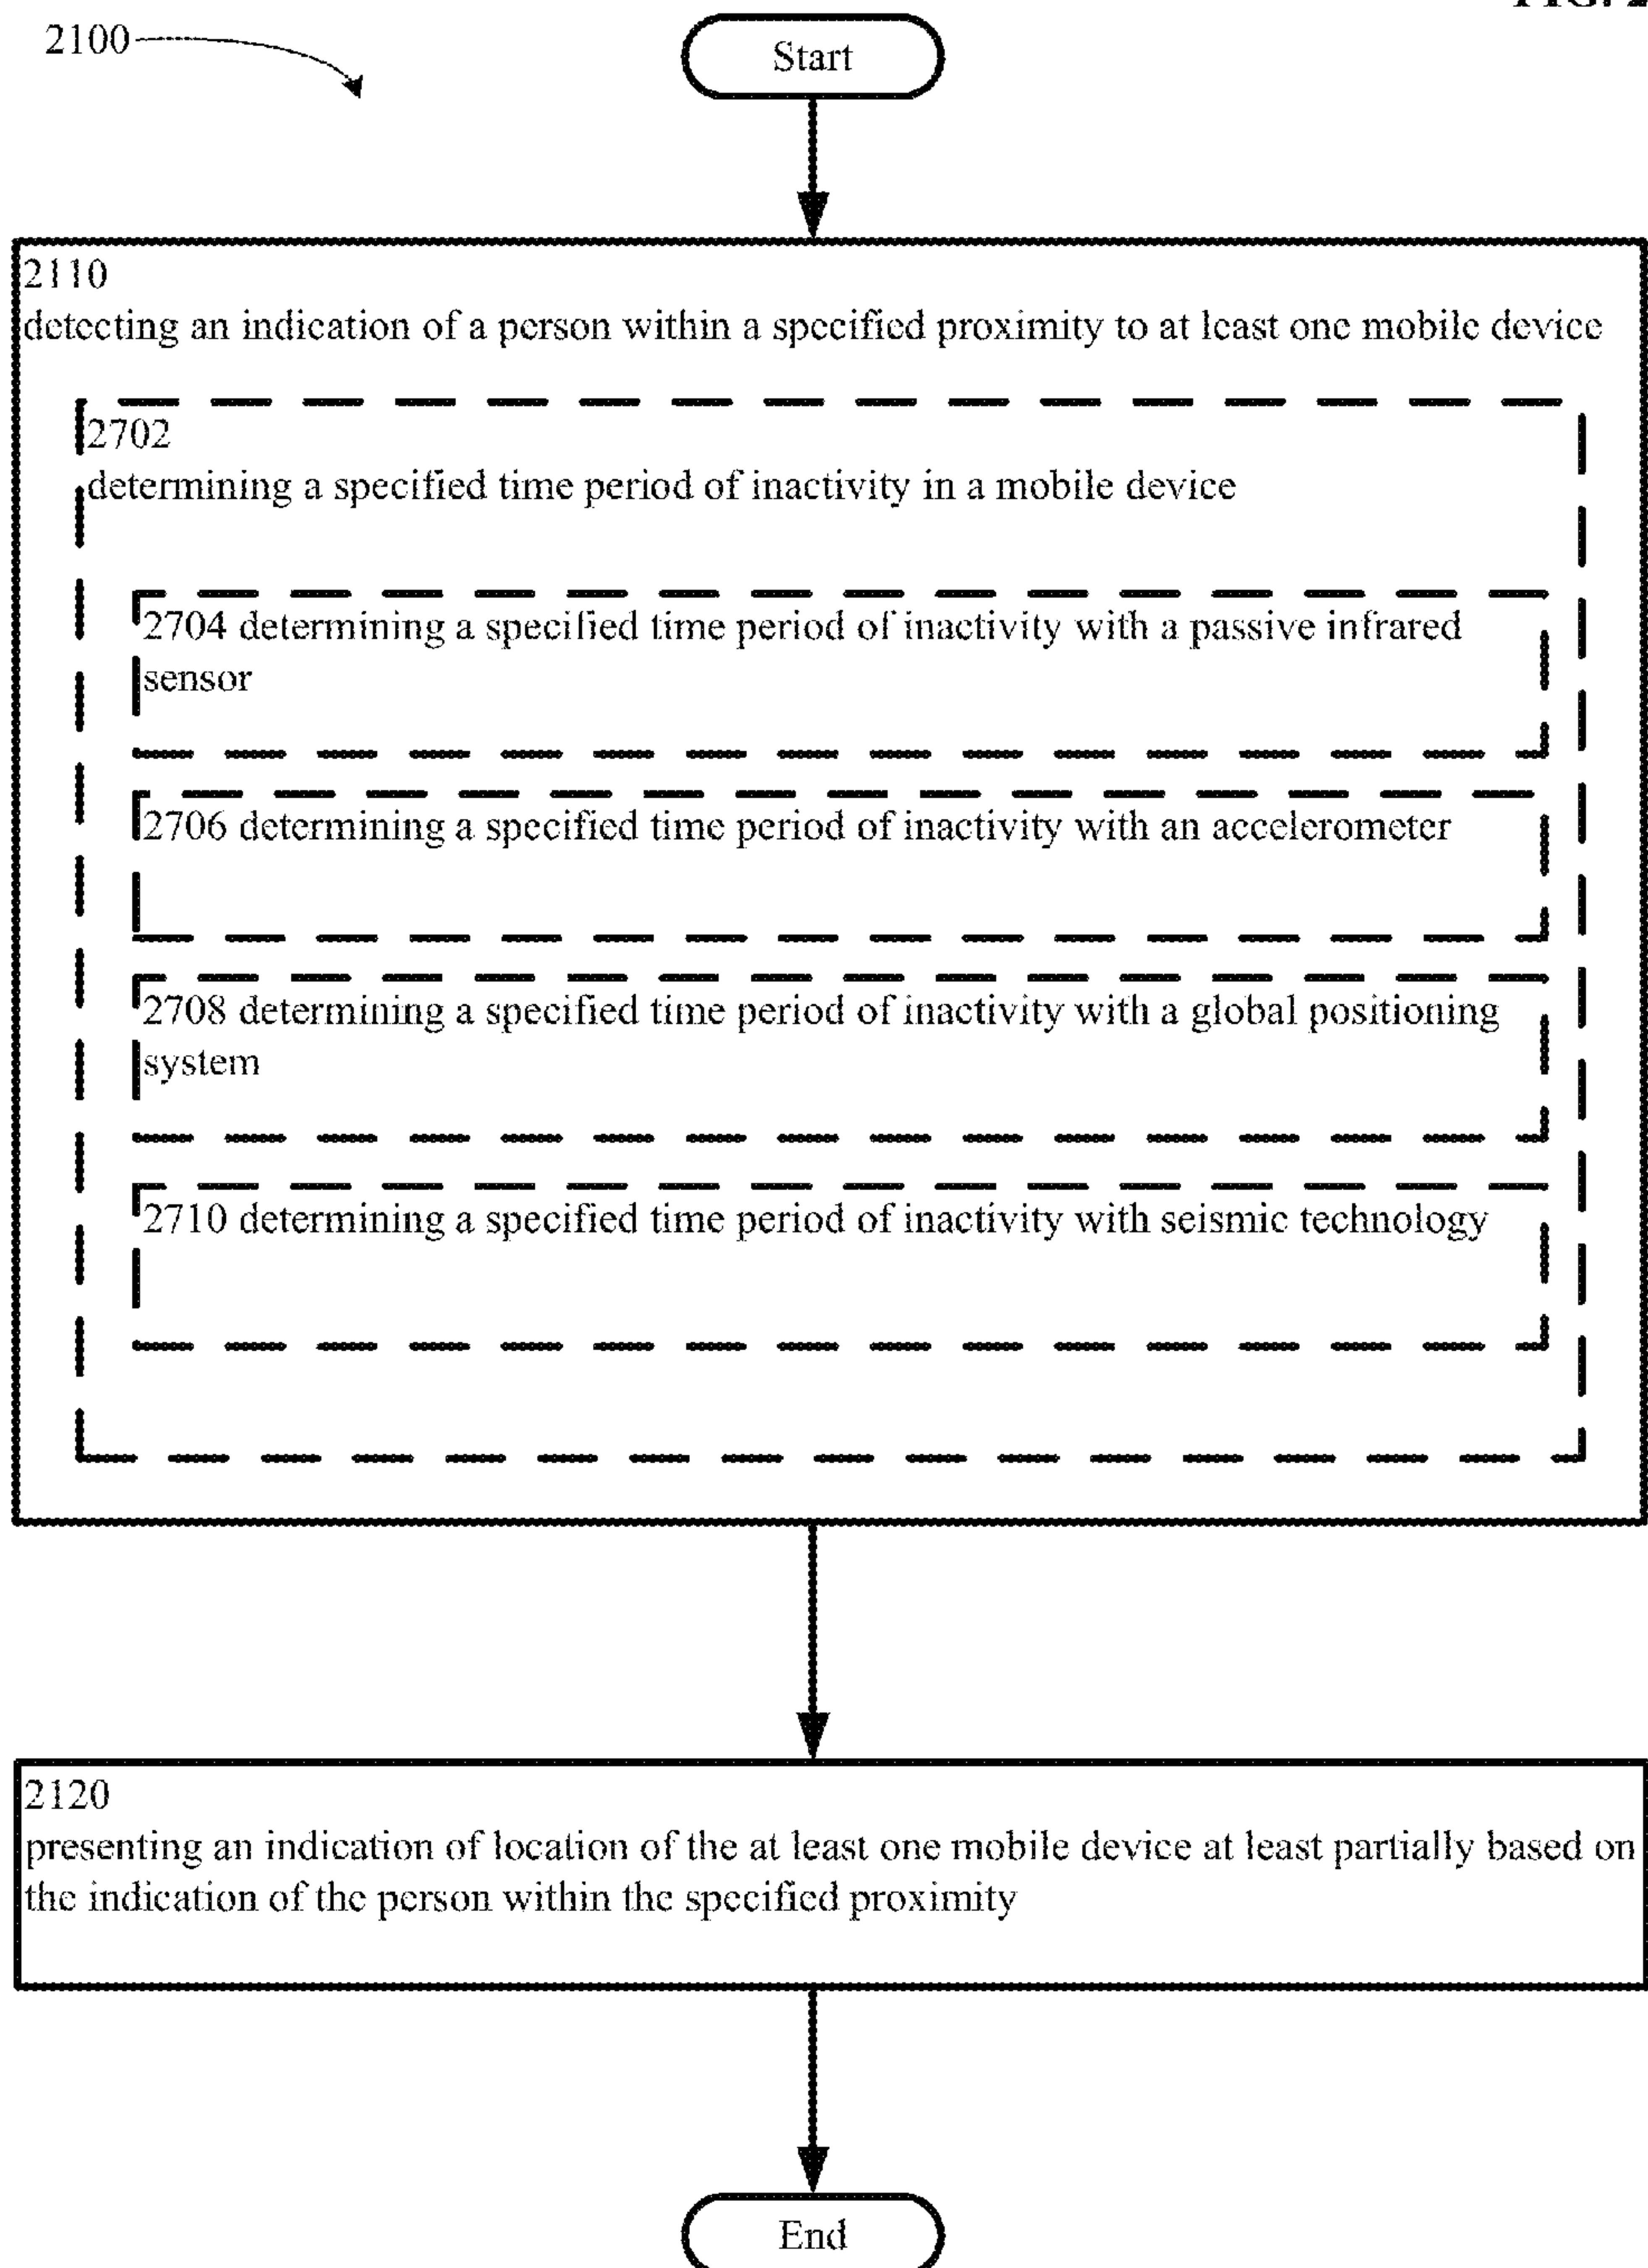 2100
Start
2110
detecting an indication of a person within a specified proximity to at least one mobile device
2702
determining a specified time period of inactivity in a mobile device
2704 determining a specified time period of inactivity with a passive infrared
sensor
2706 determining a specified time period of inactivity with an accelerometer
2708 determining a specified time period of inactivity with a global positioning
system
2710 determining a specified time period of inactivity with seismic technology
2120
presenting an indication of location of the at least one mobile device at least partially based on
the indication of the person within the specified proximity
End